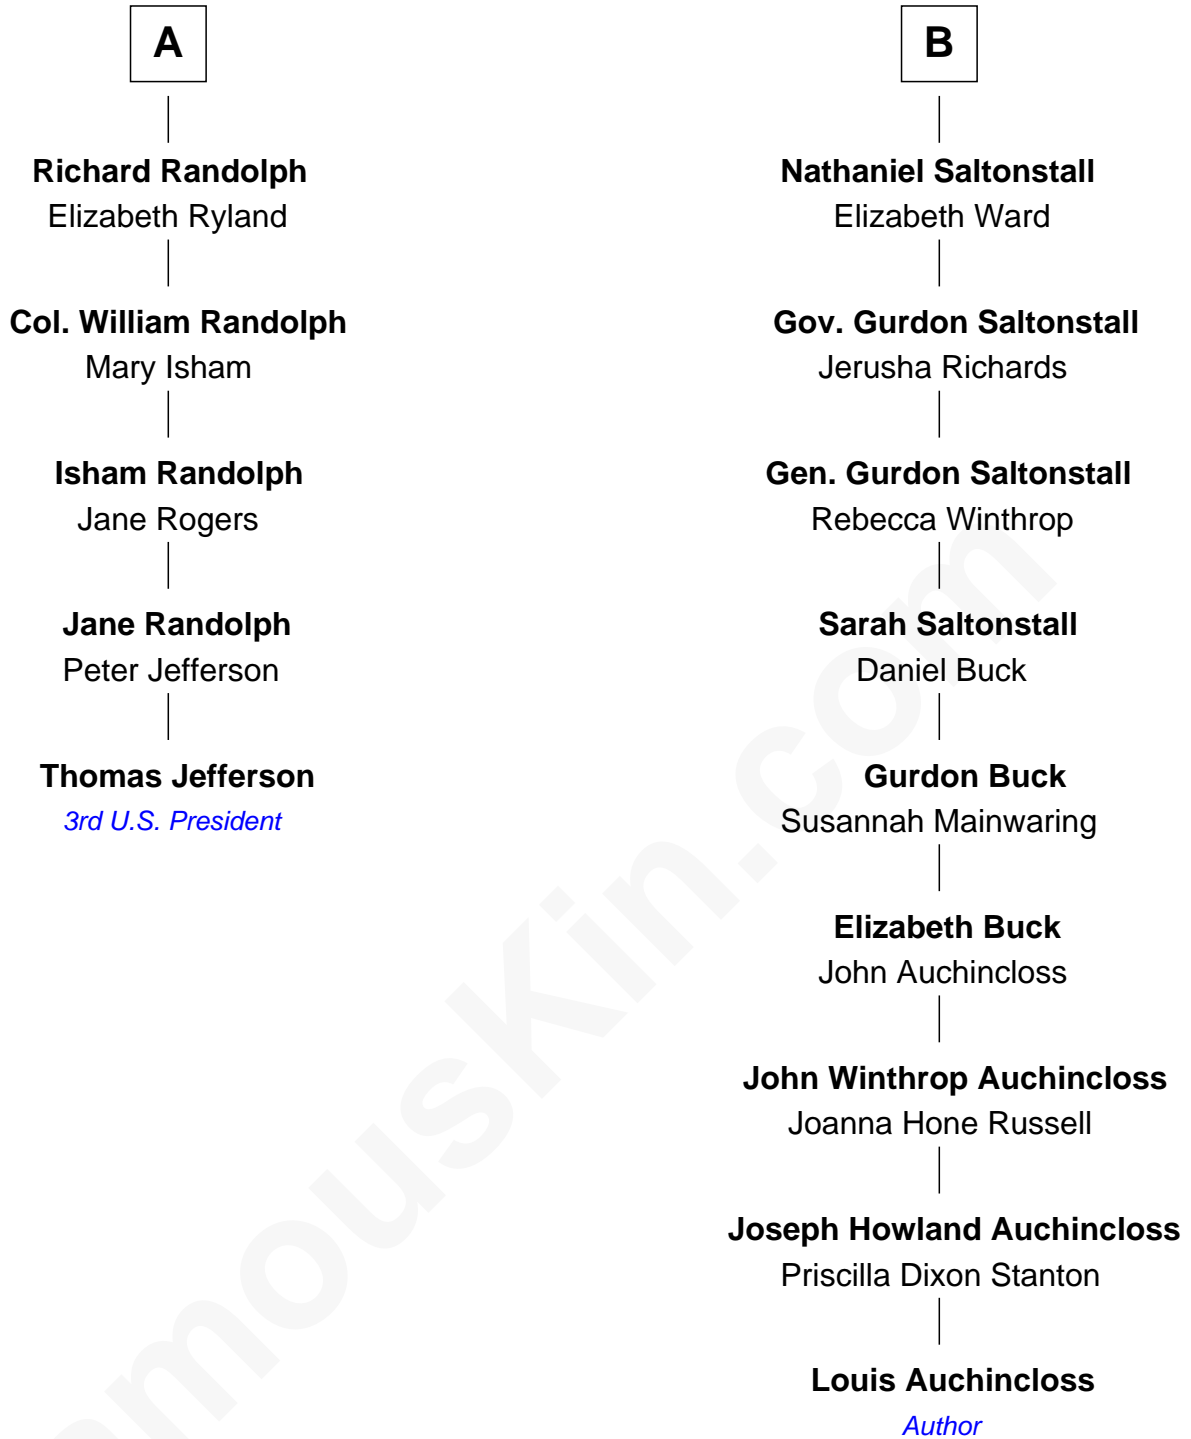 A
Richard Randolph
Elizabeth Ryland
Col. William Randolph
Mary Isham
Isham Randolph
Jane Rogers
Jane Randolph
Peter Jefferson
Thomas Jefferson
3rd U.S. President
B
Nathaniel Saltonstall
Elizabeth Ward
Gov. Gurdon Saltonstall
Jerusha Richards
Gen. Gurdon Saltonstall
Rebecca Winthrop
Sarah Saltonstall
Daniel Buck
Gurdon Buck
Susannah Mainwaring
Elizabeth Buck
John Auchincloss
John Winthrop Auchincloss
Joanna Hone Russell
Joseph Howland Auchincloss
Priscilla Dixon Stanton
Louis Auchincloss
Author
amousKin.com